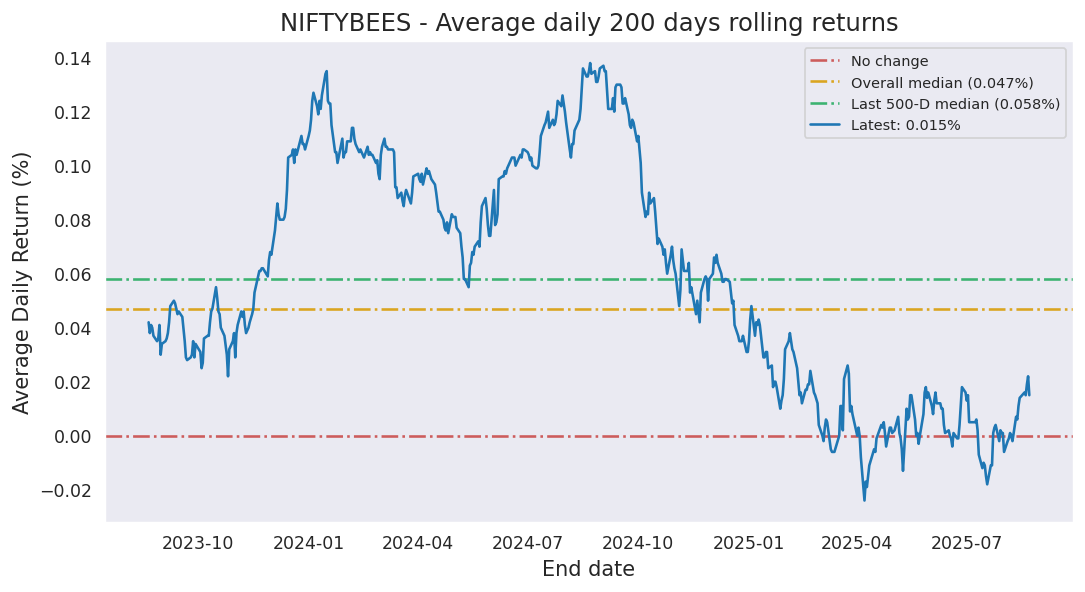 NIFTYBEES - Average daily 200 days rolling returns
No change
Overall median (0.047%)
Last 500-D median (0.058%)
Latest: 0.015%
Average Daily Return (%)
0.14
0.12
0.10
0.08
0.06
0.04
0.02
0.00
−0.02
2023-10 2024-01 2024-04 2024-07 2024-10 2025-01 2025-04 2025-07
End date